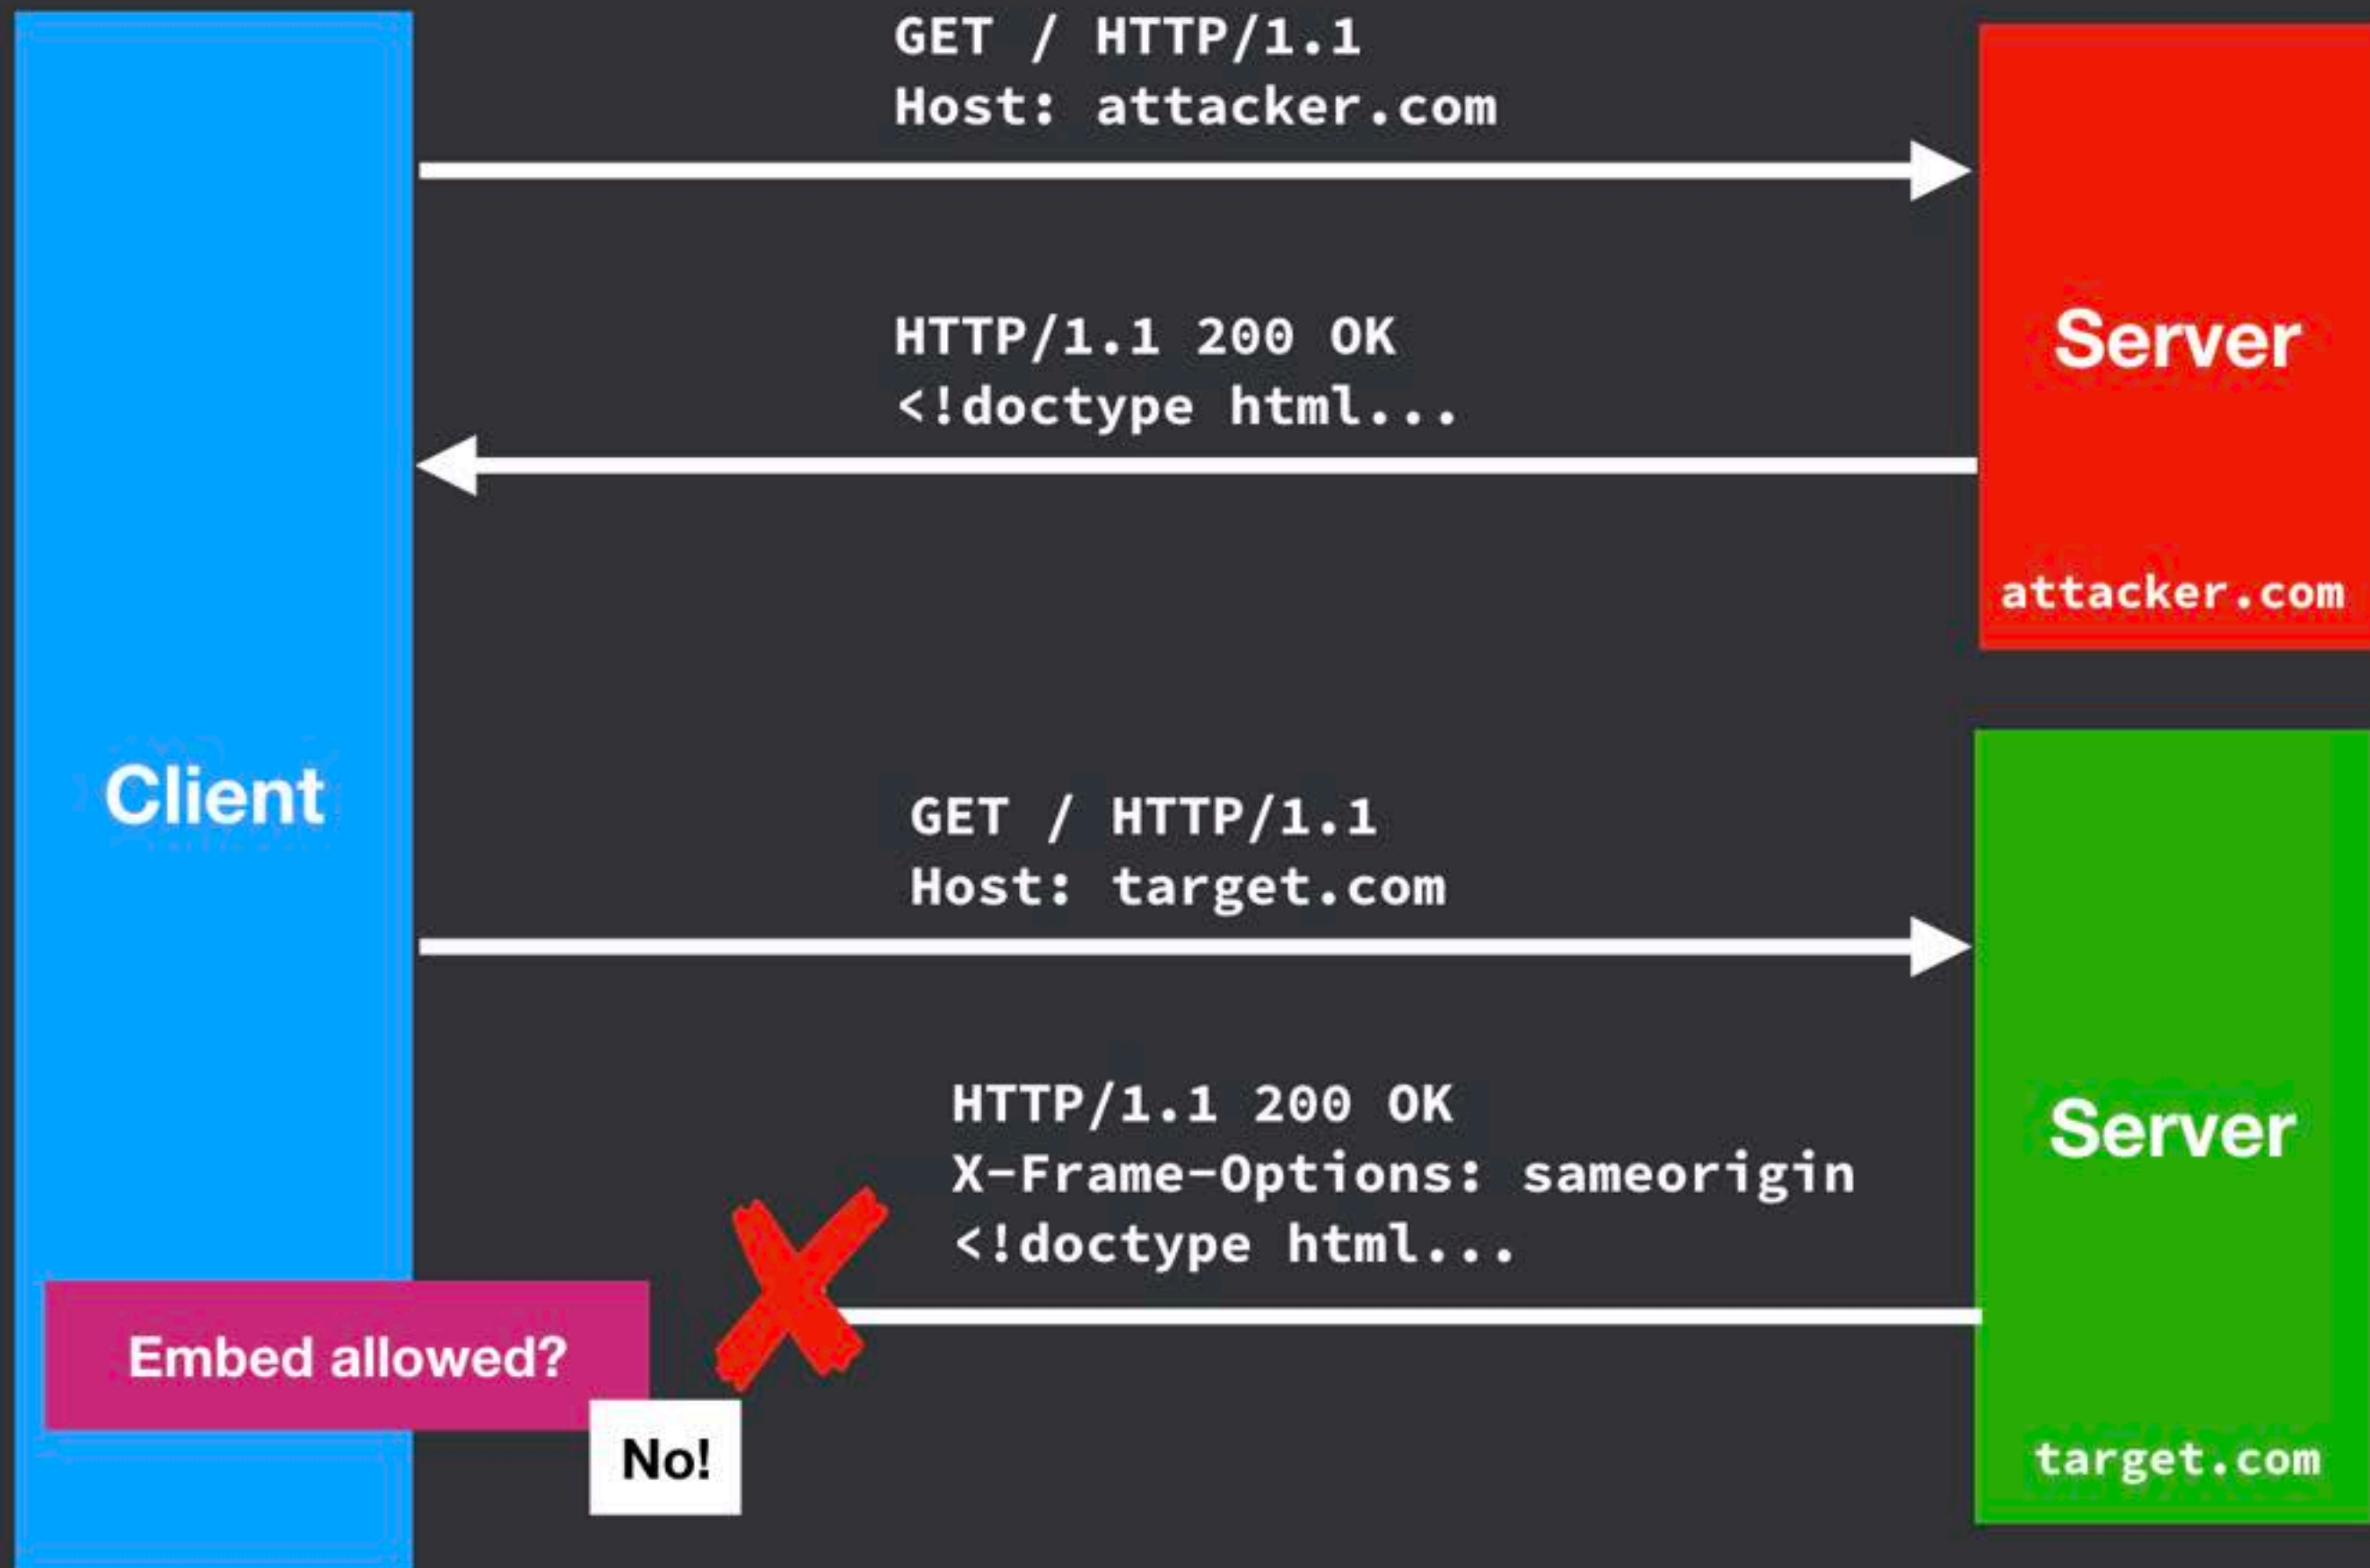 GET / HTTP/1.1
Host: attacker.com
HTTP/1.1 200 OK
<!doctype html...
Server
attacker.com
Client
GET / HTTP/1.1
Host: target.com
HTTP/1.1 200 OK
X-Frame-Options: sameorigin
<!doctype html...
Server
target.com
Embed allowed?
No!